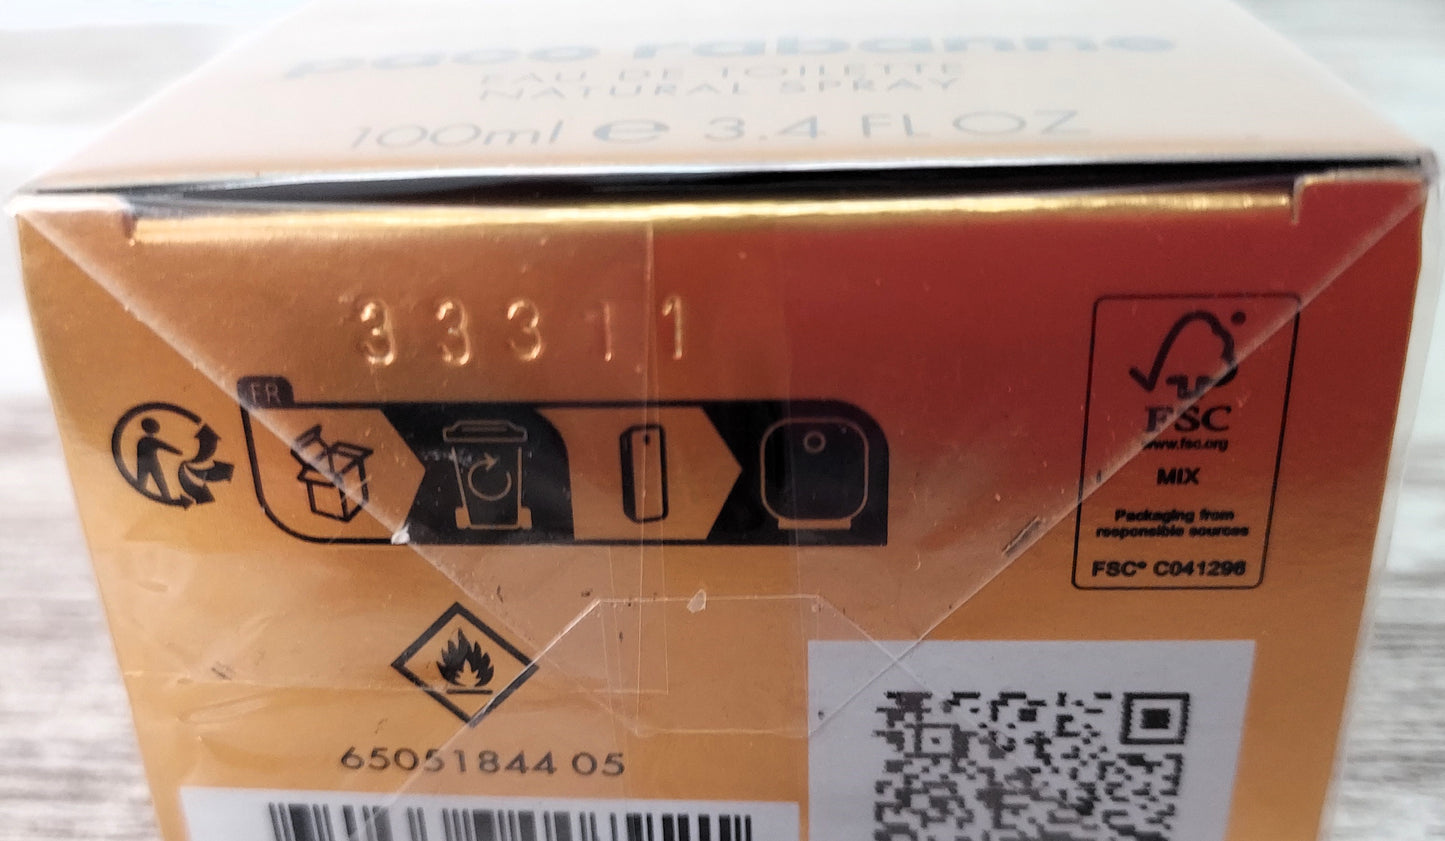 paco rabanne
EAU DE TOILETTE
NATURAL SPRAY
100ml e 3.4 FL OZ
33311
FR
FSC
www.fsc.org
MIX
Packaging from
responsible sources
FSC® C041296
65051844 05